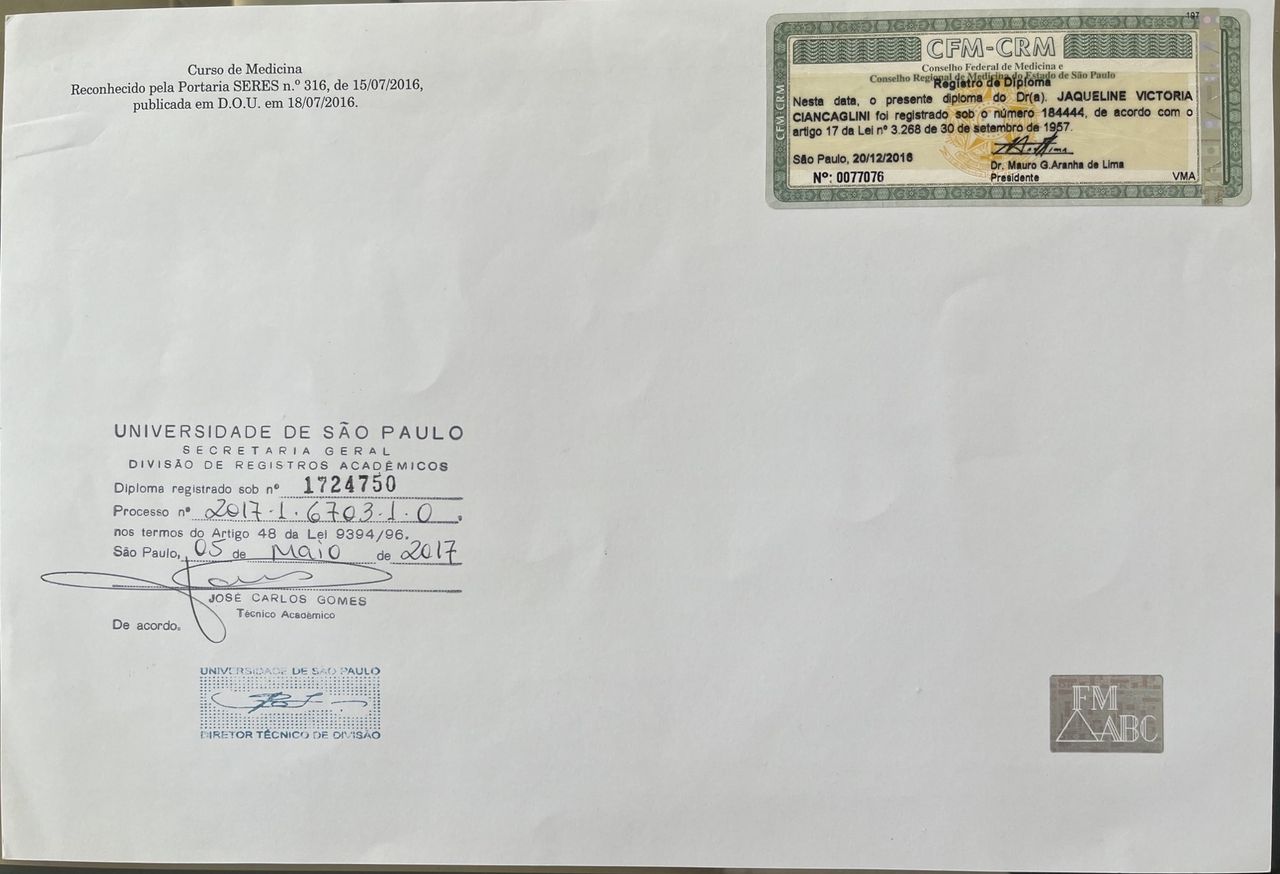 Curso de Medicina
Reconhecido pela Portaria SERES n.º 316, de 15/07/2016,
publicada em D.O.U. em 18/07/2016.
197
CFM-CRM
CFM-CRM
Conselho Federal de Medicina e
Conselho Regional de Medicina do Estado de São Paulo
Registro de Diploma
Nesta data, o presente diploma do Dr(a). JAQUELINE VICTORIA
CIANCAGLINI foi registrado sob o número 184444, de acordo com o
artigo 17 da Lei nº 3.268 de 30 de setembro de 1957.
São Paulo, 20/12/2016
Dr. Mauro G.Aranha de Lima
Nº: 0077076
Presidente
VMA
UNIVERSIDADE DE SÃO PAULO
SECRETARIA GERAL
DIVISÃO DE REGISTROS ACADÊMICOS
Diploma registrado sob nº 1724750
Processo nº 2017.1.6703.1.0.
nos termos do Artigo 48 da Lei 9394/96.
São Paulo, 05 de Maio de 2017
JOSÉ CARLOS GOMES
Técnico Acadêmico
De acordo.
UNIVERSIDADE DE SÃO PAULO
DIRETOR TÉCNICO DE DIVISÃO
FM
ABC